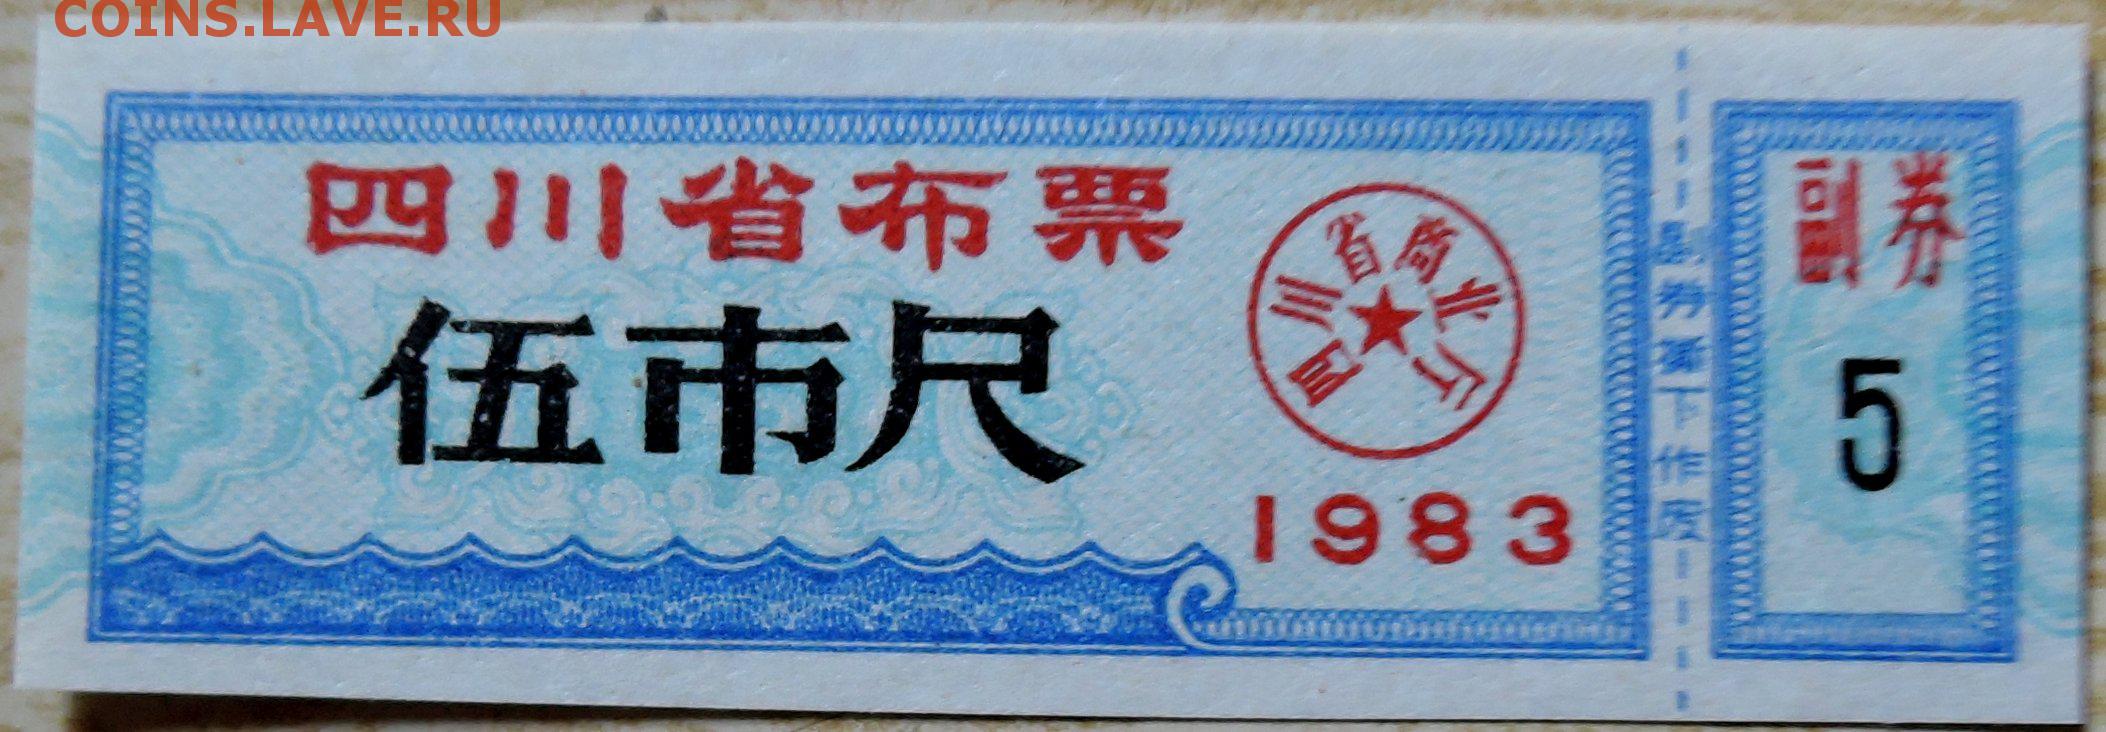 COINS.LAVE.RU
四川省布票
伍市尺
四川省商业厅
1983
副券撕下作废
副券
5